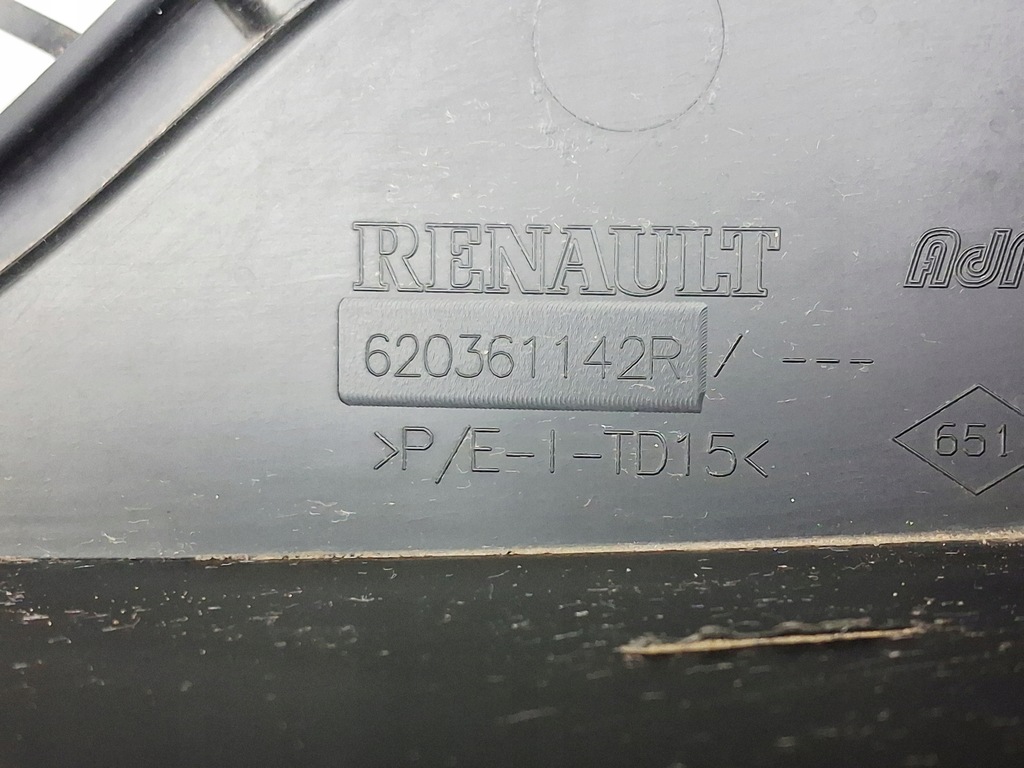 RENAULT
620361142R / ---
>P/E-I-TD15<
651